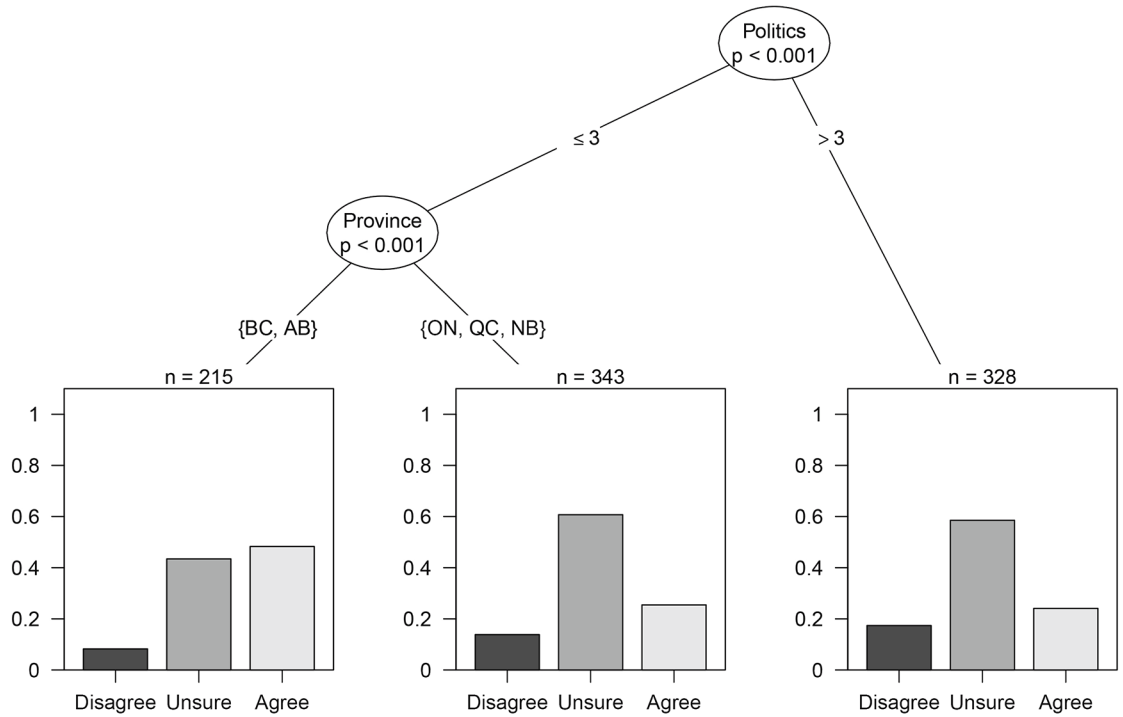 Politics
p < 0.001
≤ 3
> 3
Province
p < 0.001
{BC, AB}
{ON, QC, NB}
n = 215
n = 343
n = 328
1
0.8
0.6
0.4
0.2
0
Disagree Unsure Agree
1
0.8
0.6
0.4
0.2
0
Disagree Unsure Agree
1
0.8
0.6
0.4
0.2
0
Disagree Unsure Agree